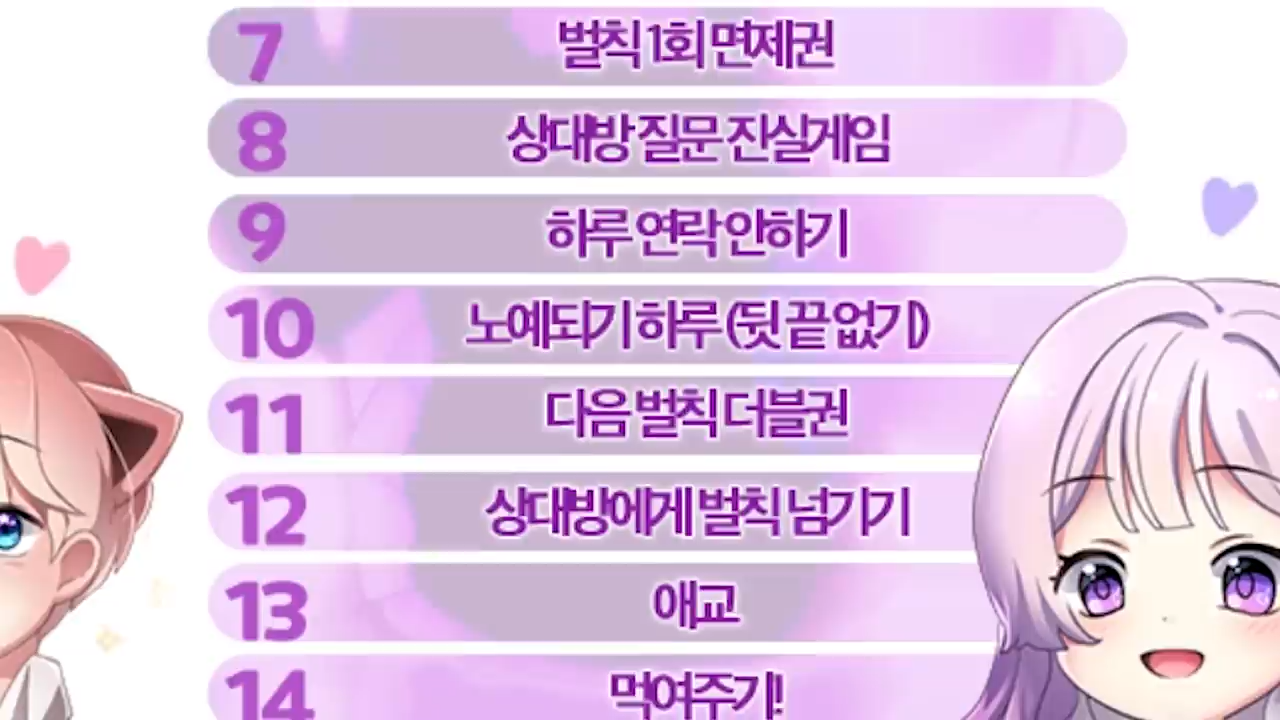 7 벌칙 1회 면제권
8 상대방 질문 진실게임
9 하루 연락 안하기
10 노예되기 하루 (뒷 끝 없기)
11 다음 벌칙 더블권
12 상대방에게 벌칙 넘기기
13 애교
14 먹여주기!